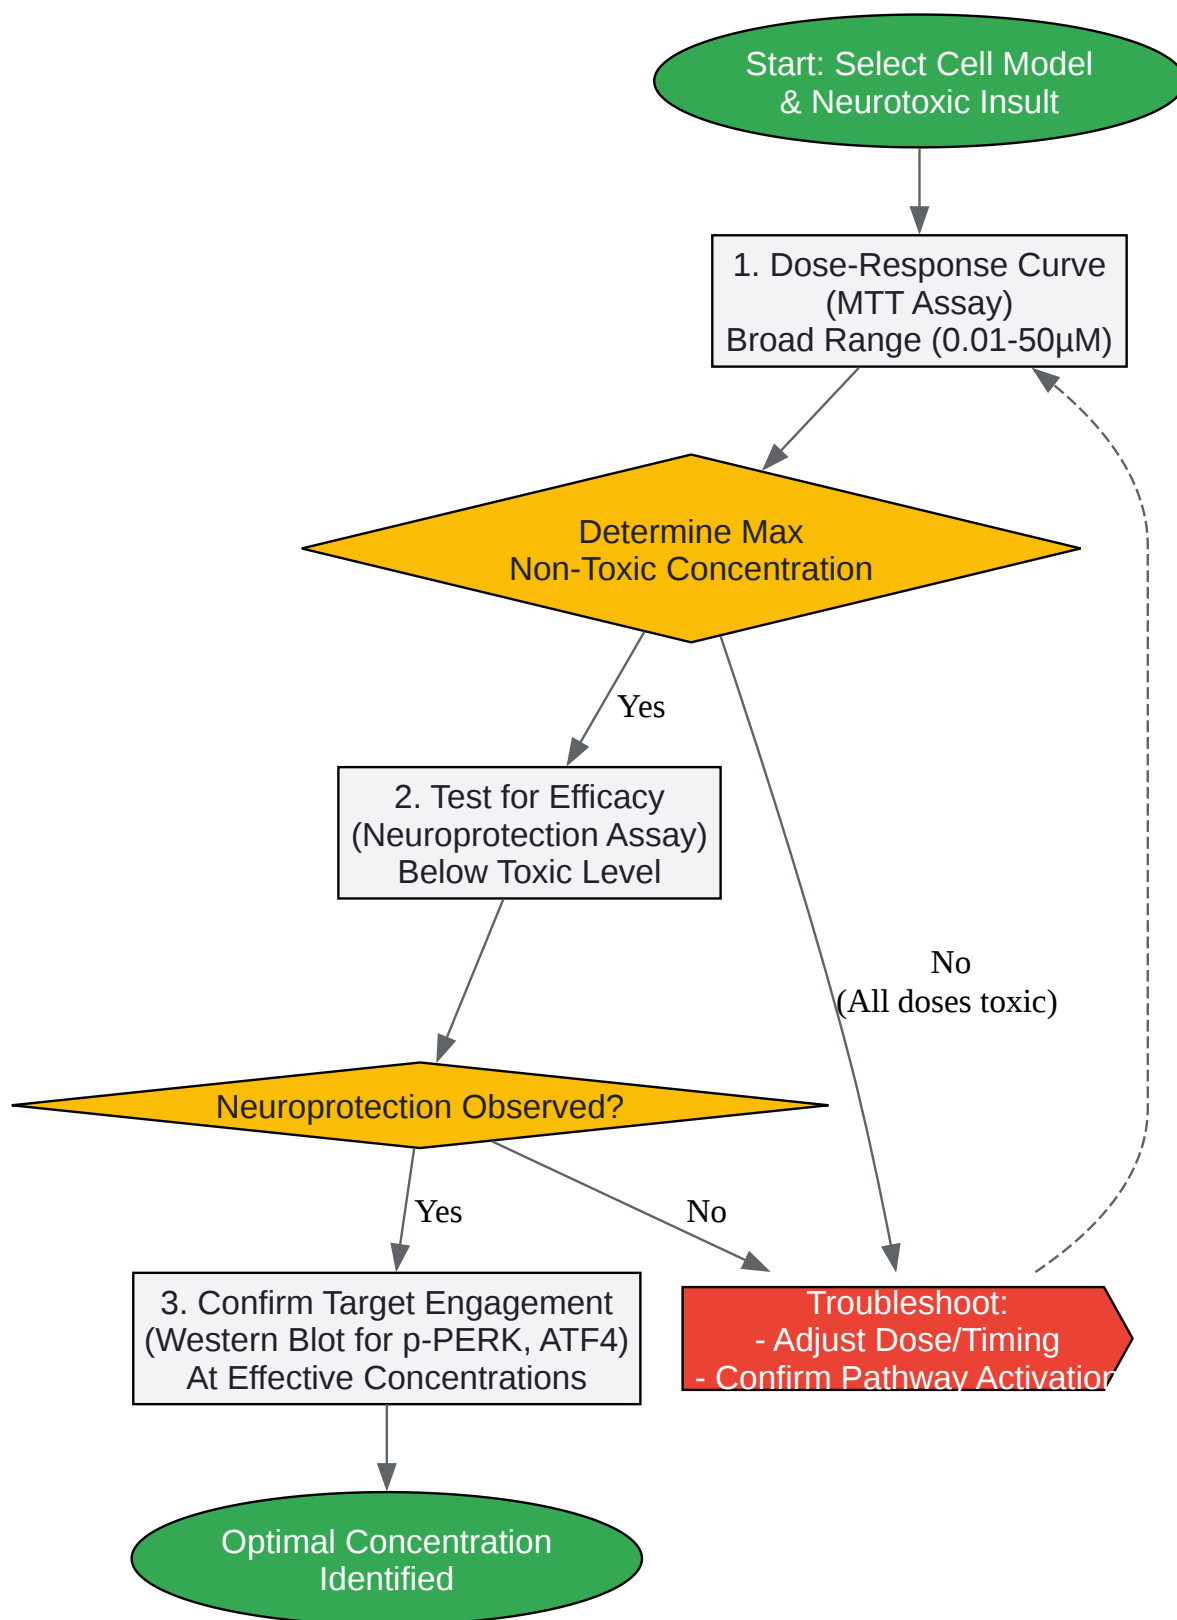 Start: Select Cell Model
& Neurotoxic Insult
1. Dose-Response Curve
(MTT Assay)
Broad Range (0.01-50µM)
Determine Max
Non-Toxic Concentration
Yes
2. Test for Efficacy
(Neuroprotection Assay)
Below Toxic Level
No
(All doses toxic)
Neuroprotection Observed?
Yes
No
3. Confirm Target Engagement
(Western Blot for p-PERK, ATF4)
At Effective Concentrations
Troubleshoot:
- Adjust Dose/Timing
- Confirm Pathway Activation
Optimal Concentration
Identified